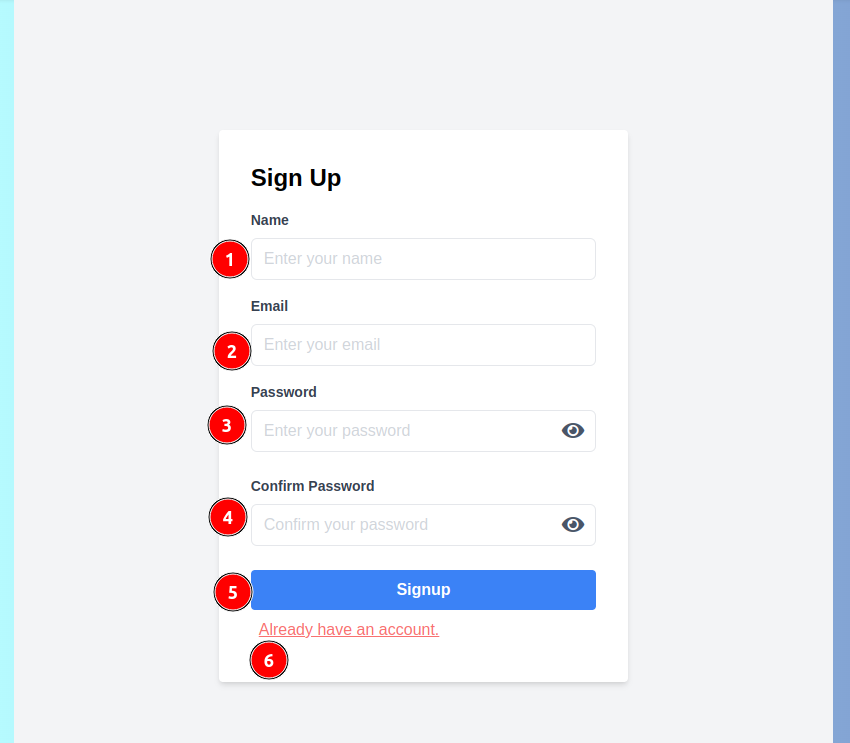 Sign Up
Name
1 Enter your name
Email
2 Enter your email
Password
3 Enter your password
Confirm Password
4 Confirm your password
5 Signup
Already have an account.
6